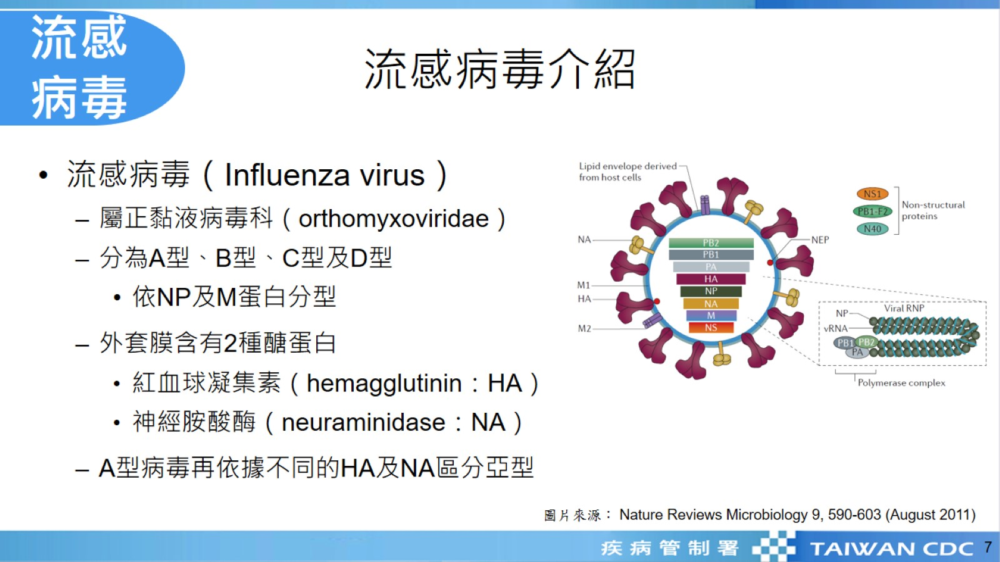 流感
病毒
流感病毒介紹
• 流感病毒（Influenza virus）
– 屬正黏液病毒科（orthomyxoviridae）
– 分為A型、B型、C型及D型
• 依NP及M蛋白分型
– 外套膜含有2種醣蛋白
• 紅血球凝集素（hemagglutinin：HA）
• 神經胺酸酶（neuraminidase：NA）
– A型病毒再依據不同的HA及NA區分亞型
Lipid envelope derived
from host cells
NA
M1
HA
M2
PB2
PB1
PA
HA
NP
NA
M
NS
NEP
NS1
PB1-F2
N40
Non-structural
proteins
Viral RNP
NP
vRNA
PB1
PB2
PA
Polymerase complex
圖片來源： Nature Reviews Microbiology 9, 590-603 (August 2011)
疾病管制署 TAIWAN CDC 7